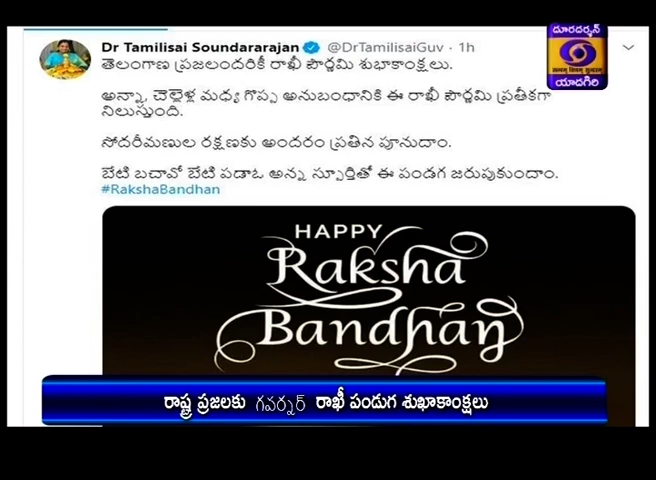 Dr Tamilisai Soundararajan @DrTamilisaiGuv · 1h
తెలంగాణ ప్రజలందరికీ రాఖీ పౌర్ణమి శుభాకాంక్షలు.
అన్నా, చెల్లెళ్ల మధ్య గొప్ప అనుబంధానికి ఈ రాఖీ పౌర్ణమి ప్రతీకగా
నిలుస్తుంది.
సోదరీమణుల రక్షణకు అందరం ప్రతిన పూనుదాం.
బేటి బచావో బేటి పడాఓ అన్న స్ఫూర్తితో ఈ పండగ జరుపుకుందాం.
#RakshaBandhan
దూరదర్శన్
యాదగిరి
HAPPY
Raksha
Bandhan
రాష్ట్ర ప్రజలకు గవర్నర్ రాఖీ పండుగ శుభాకాంక్షలు